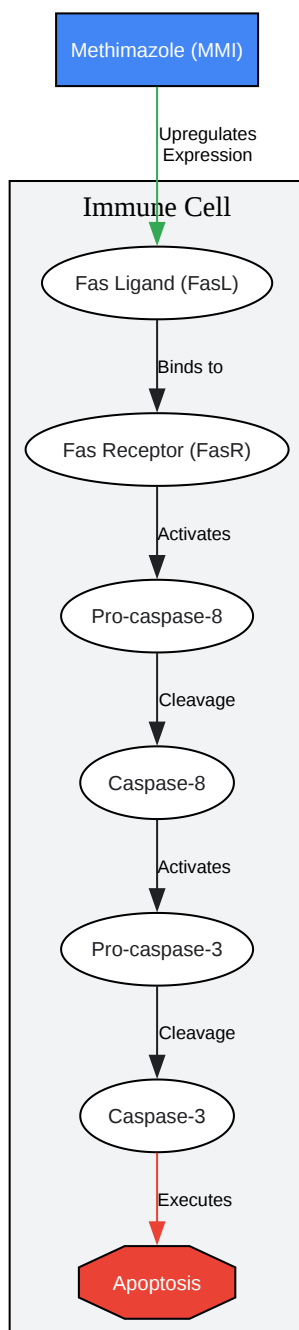 Methimazole (MMI)
Upregulates
Expression
Immune Cell
Fas Ligand (FasL)
Binds to
Fas Receptor (FasR)
Activates
Pro-caspase-8
Cleavage
Caspase-8
Activates
Pro-caspase-3
Cleavage
Caspase-3
Executes
Apoptosis